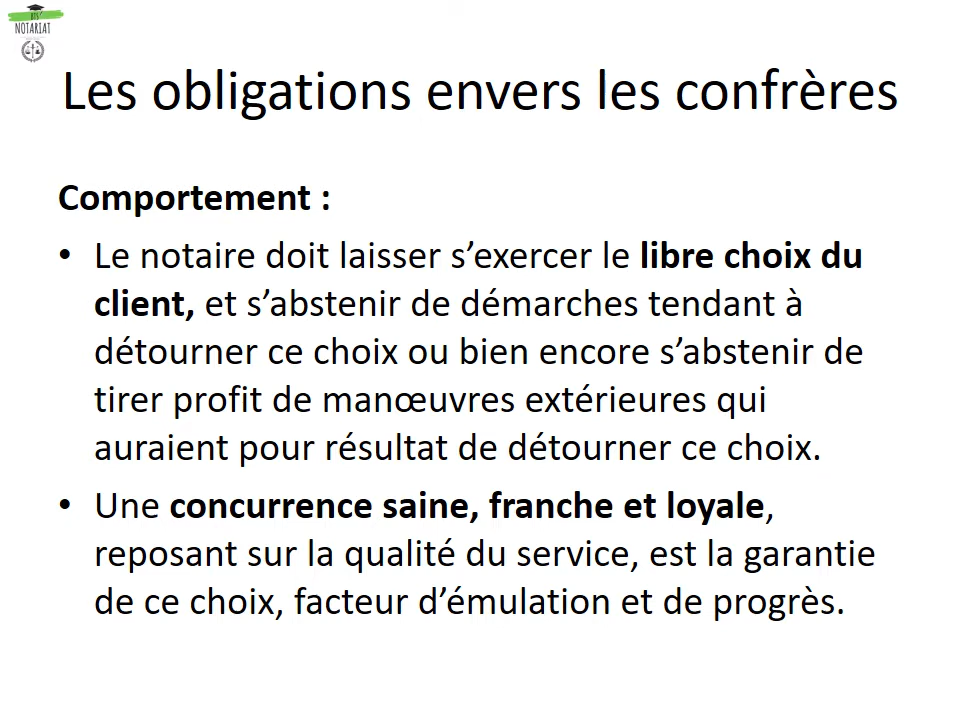 BTS
NOTARIAT
Les obligations envers les confrères
Comportement :
• Le notaire doit laisser s’exercer le libre choix du
client, et s’abstenir de démarches tendant à
détourner ce choix ou bien encore s’abstenir de
tirer profit de manœuvres extérieures qui
auraient pour résultat de détourner ce choix.
• Une concurrence saine, franche et loyale,
reposant sur la qualité du service, est la garantie
de ce choix, facteur d’émulation et de progrès.